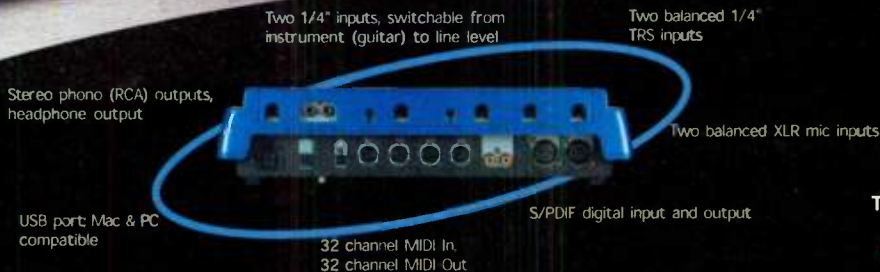 Two 1/4" inputs, switchable from
instrument (guitar) to line level
Two balanced 1/4"
TRS inputs
Stereo phono (RCA) outputs,
headphone output
Two balanced XLR mic inputs
USB port: Mac & PC
compatible
S/PDIF digital input and output
32 channel MIDI In,
32 channel MIDI Out